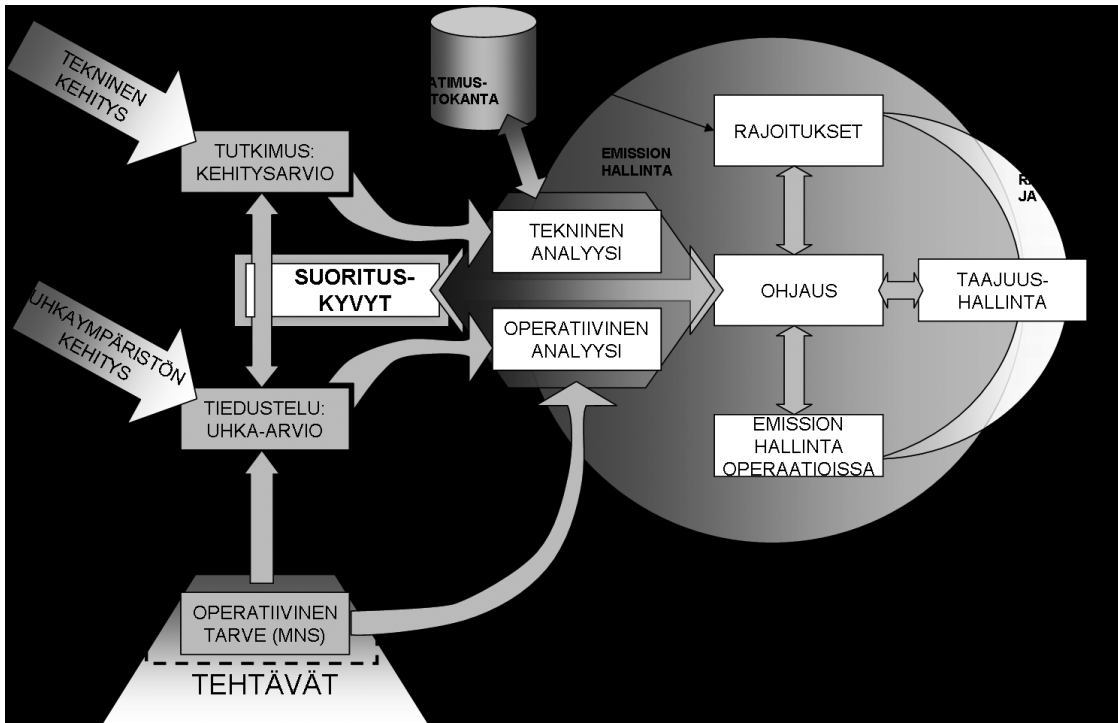 TEKNINEN
KEHITYS
TUTKIMUS:
KEHITYSARVIO
EMISSION
HALLINTA
RAJOITUKSET
JA
TEKNINEN
ANALYYSI
SUORITUS-
KYVYT
OHJAUS
TAAJUUS-
HALLINTA
OPERATIIVINEN
ANALYYSI
UHKAYMPÄRISTÖN
KEHITYS
TIEDUSTELU:
UHKA-ARVIO
EMISSION
HALLINTA
OPERAATIOISSA
OPERATIIVINEN
TARVE (MNS)
TEHTÄVÄT